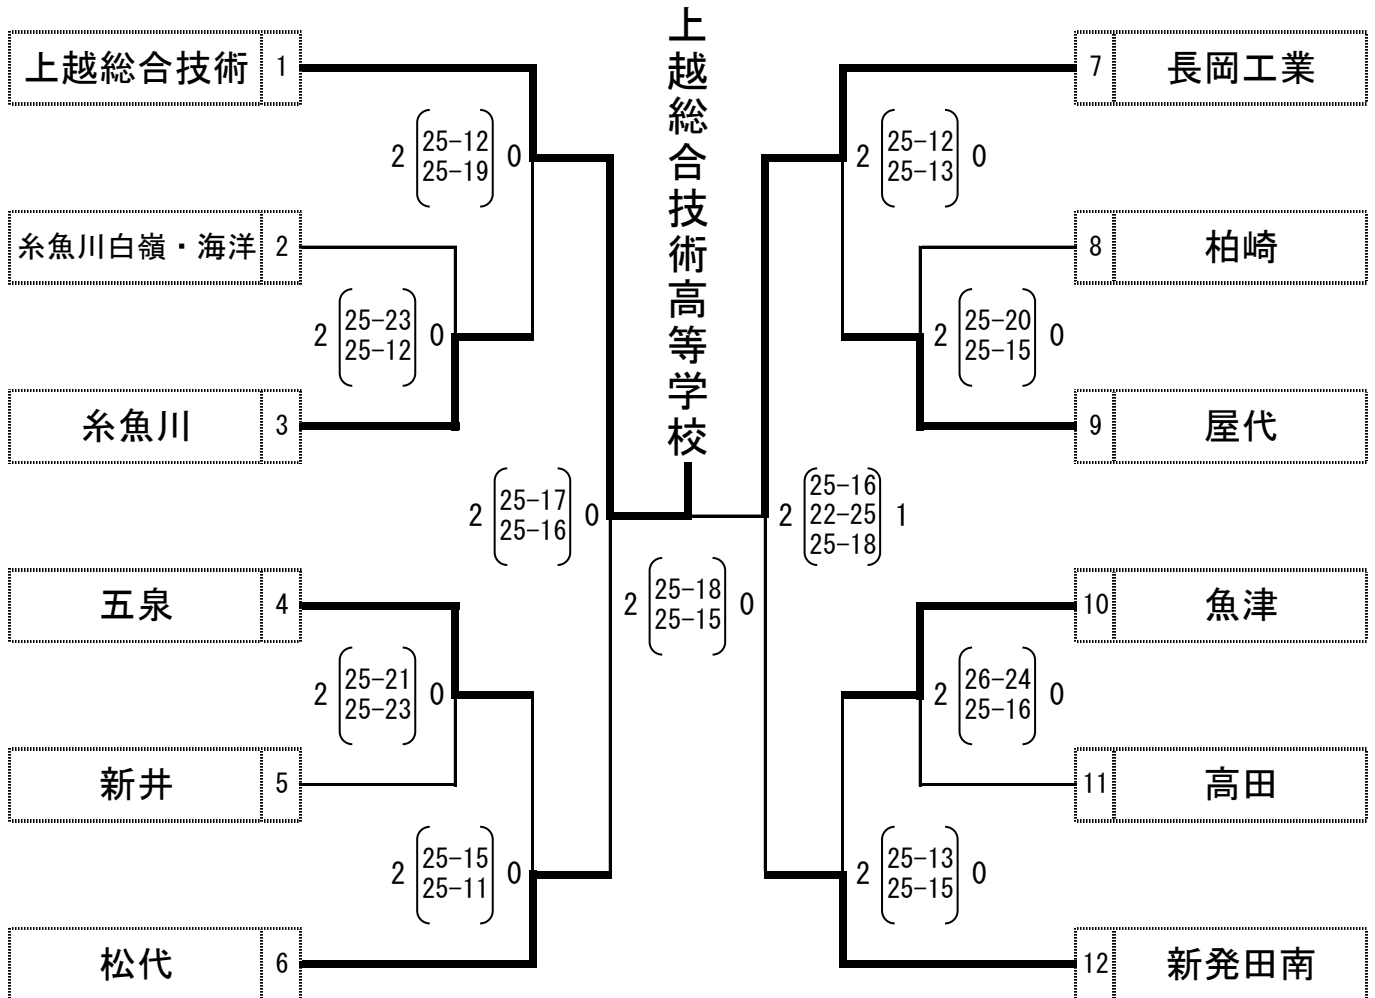 上越総合技術高等学校
上越総合技術 1
2 25-12 0
25-19
糸魚川白嶺・海洋 2
2 25-23 0
25-12
糸魚川 3
2 25-17 0
25-16
五泉 4
2 25-21 0
25-23
新井 5
2 25-15 0
25-11
松代 6
2 25-18 0
25-15
7 長岡工業
2 25-12 0
25-13
8 柏崎
2 25-20 0
25-15
9 屋代
25-16
2 22-25 1
25-18
10 魚津
2 26-24 0
25-16
11 高田
2 25-13 0
25-15
12 新発田南